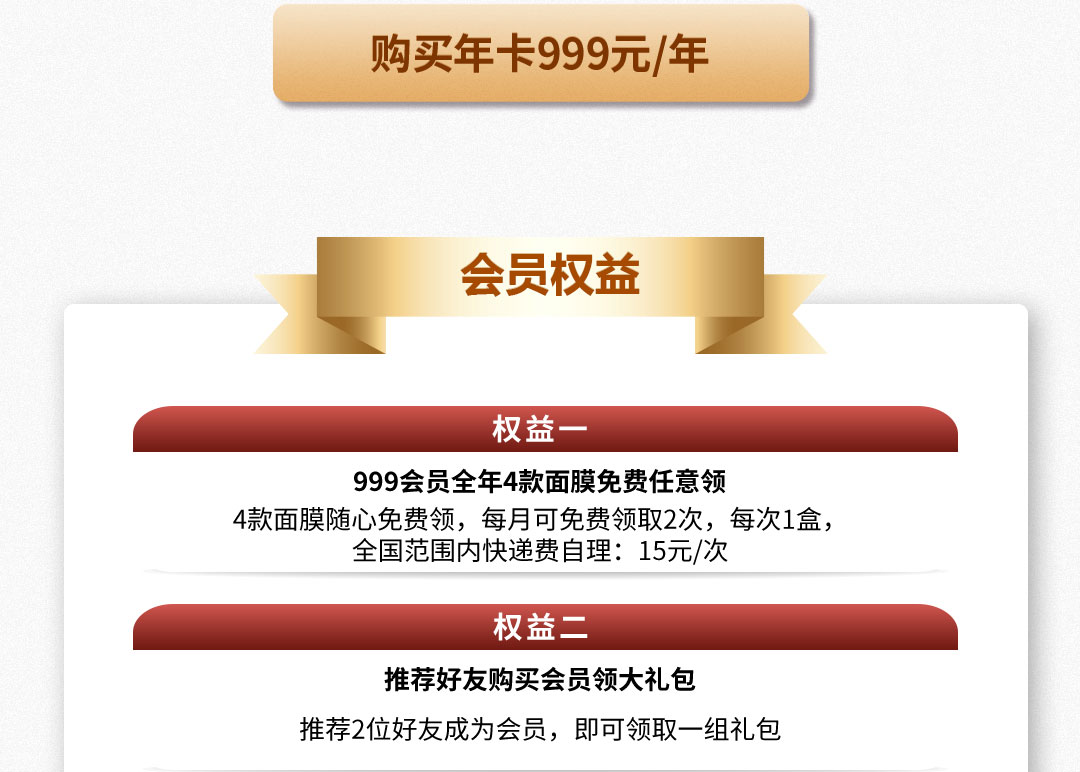 购买年卡999元/年
会员权益
权益一
999会员全年4款面膜免费任意领
4款面膜随心免费领，每月可免费领取2次，每次1盒，
全国范围内快递费自理：15元/次
权益二
推荐好友购买会员领大礼包
推荐2位好友成为会员，即可领取一组礼包